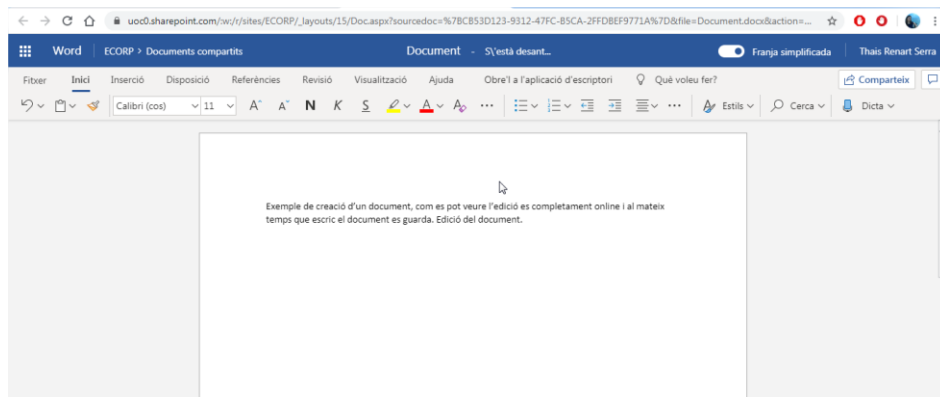 uoc0.sharepoint.com/:w:/r/sites/ECORP/_layouts/15/Doc.aspx?sourcedoc=%7BCB53D123-9312-47FC-B5CA-2FFDBEF9771A%7D&file=Document.docx&action=...
Word ECORP > Documents compartits Document - S\'està desant... Franja simplificada Thais Renart Serra
Fitxer Inici Inserció Disposició Referències Revisió Visualització Ajuda Obre'l a l'aplicació d'escriptori Què voleu fer? Comparteix
Calibri (cos) 11 A A N K S A A Estils Cerca Dicta
Exemple de creació d'un document, com es pot veure l'edició es completament online i al mateix
temps que escric el document es guarda. Edició del document.